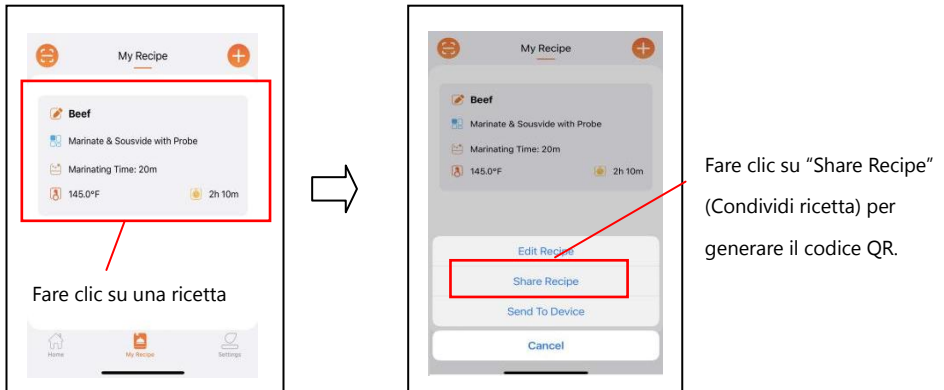 My Recipe
Beef
Marinate & Sousvide with Probe
Marinating Time: 20m
145.0°F 2h 10m
Fare clic su una ricetta
Home My Recipe Settings
My Recipe
Beef
Marinate & Sousvide with Probe
Marinating Time: 20m
145.0°F 2h 10m
Edit Recipe
Share Recipe
Send To Device
Cancel
Fare clic su “Share Recipe”
(Condividi ricetta) per
generare il codice QR.